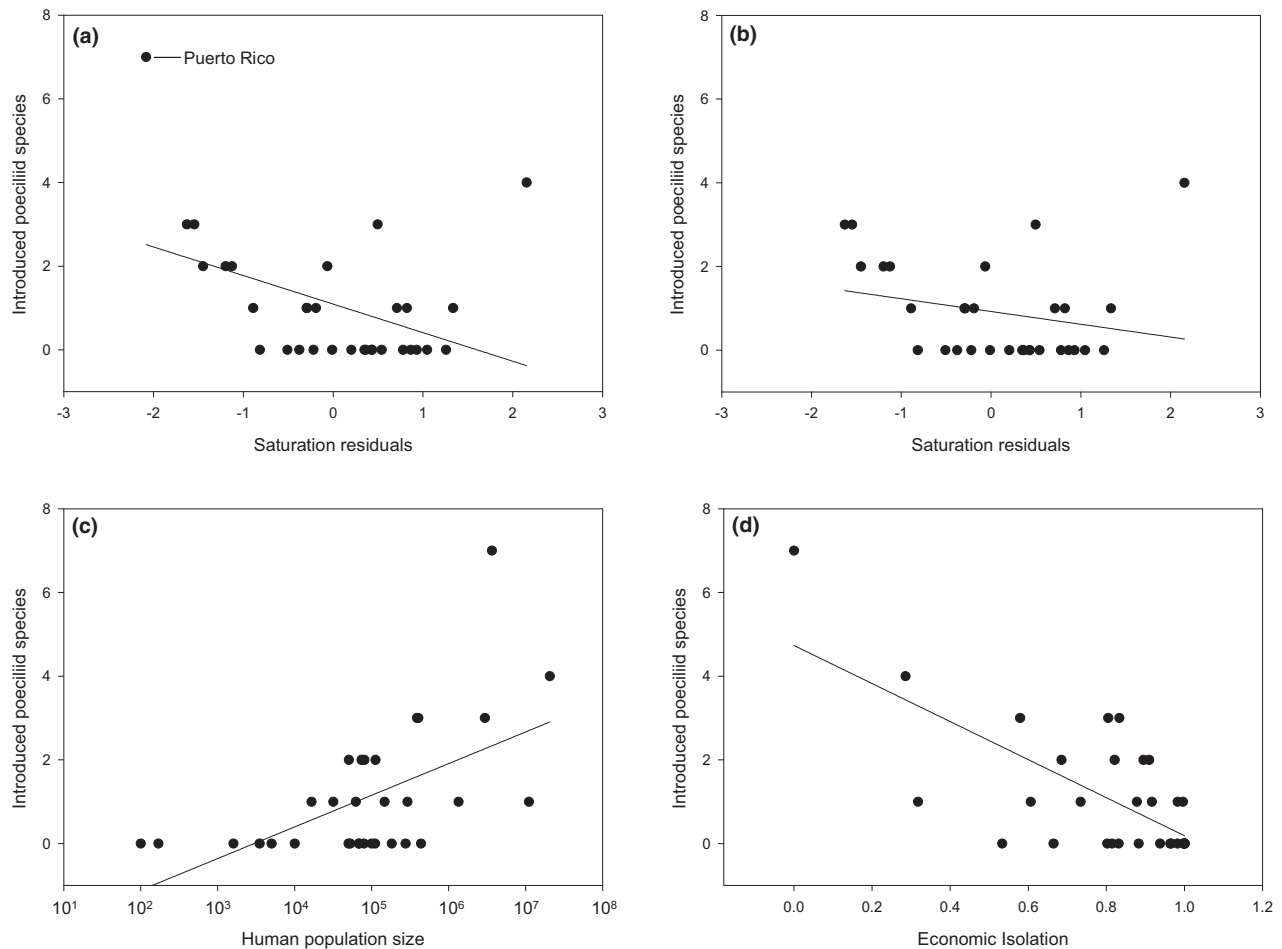 (a)
Puerto Rico
Introduced poeciliid species
8
6
4
2
0
-3 -2 -1 0 1 2 3
Saturation residuals
(b)
Introduced poeciliid species
8
6
4
2
0
-3 -2 -1 0 1 2 3
Saturation residuals
(c)
Introduced poeciliid species
8
6
4
2
0
10¹ 10² 10³ 10⁴ 10⁵ 10⁶ 10⁷ 10⁸
Human population size
(d)
Introduced poeciliid species
8
6
4
2
0
0.0 0.2 0.4 0.6 0.8 1.0 1.2
Economic Isolation